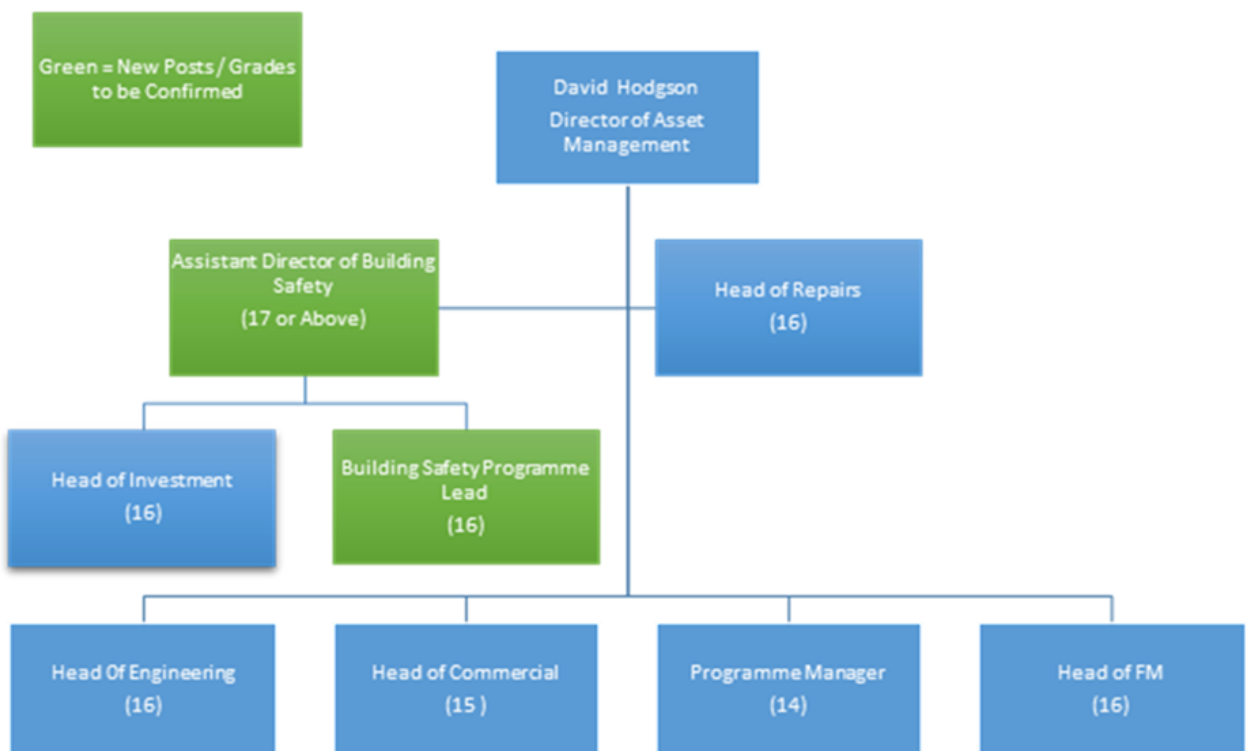 Green = New Posts / Grades
to be Confirmed
David Hodgson
Director of Asset
Management
Assistant Director of Building
Safety
(17 or Above)
Head of Repairs
(16)
Head of Investment
(16)
Building Safety Programme
Lead
(16)
Head Of Engineering
(16)
Head of Commercial
(15 )
Programme Manager
(14)
Head of FM
(16)